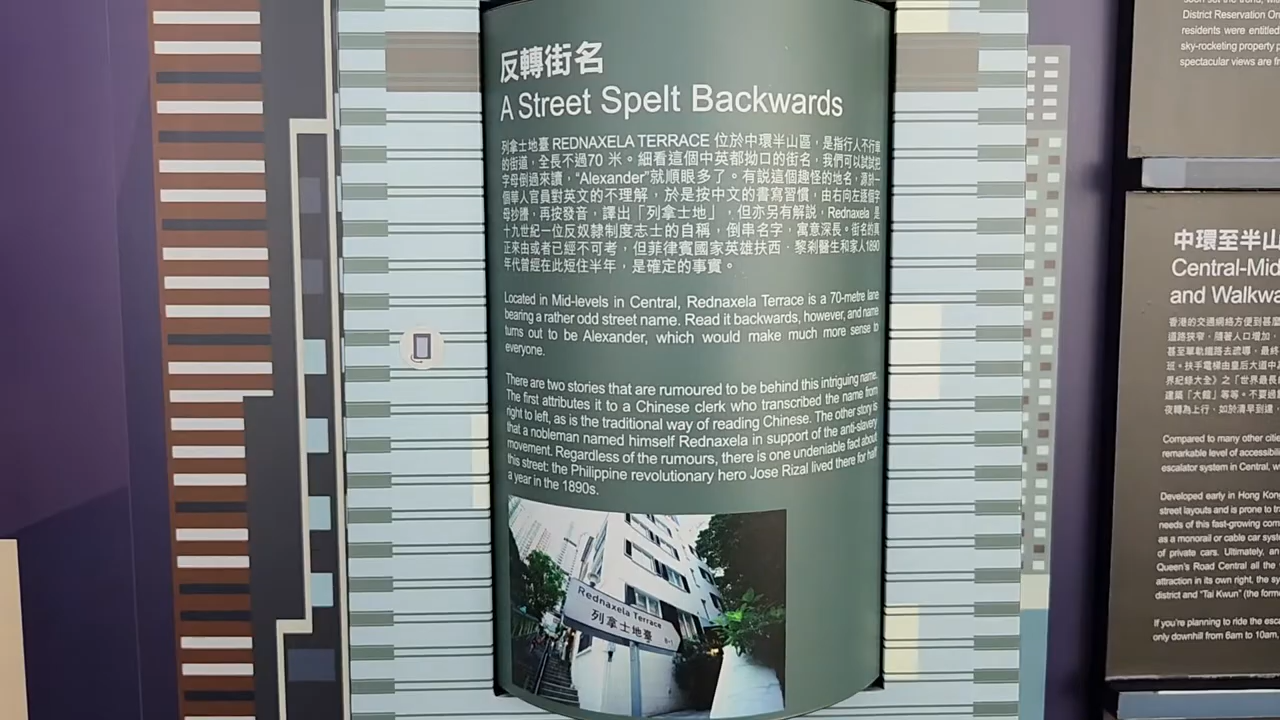 反轉街名
A Street Spelt Backwards
列拿士地臺 REDNAXELA TERRACE 位於中環半山區，是指行人不行車
的街道，全長不過70 米。細看這個中英都拗口的街名，我們可以試試把
字母倒過來讀，“Alexander”就順眼多了。有說這個趣怪的地名，源於一
個華人官員對英文的不理解，於是按中文的書寫習慣，由右向左逐個字
母抄攪，再按發音，譯出「列拿士地」，但亦另有解說，Rednaxela 是
十九世紀一位反奴隸制度志士的自稱，倒串名字，寓意深長。街名的真
正來由或者已經不可考，但菲律賓國家英雄扶西．黎剎醫生和家人1890
年代曾經在此短住半年，是確定的事實。
Located in Mid-levels in Central, Rednaxela Terrace is a 70-metre lane
bearing a rather odd street name. Read it backwards, however, and name
turns out to be Alexander, which would make much more sense to
everyone.
There are two stories that are rumoured to be behind this intriguing name.
The first attributes it to a Chinese clerk who transcribed the name from
right to left, as is the traditional way of reading Chinese. The other story is
that a nobleman named himself Rednaxela in support of the anti-slavery
movement. Regardless of the rumours, there is one undeniable fact about
this street: the Philippine revolutionary hero Jose Rizal lived there for half
a year in the 1890s.
Rednaxela Terrace
列拿士地臺
District Reservation
residents were entitled
sky-rocketing property
spectacular views are
中環至半山
Central-Mid
and Walkwa
香港的交通網絡方便到甚
道路狹窄，隨著人口增加，
甚至單軌鐵路去疏導，最終
班。扶手電梯由皇后大道中
界紀錄大全》之「世界最長
建築「大館」等等。不要過
夜轉為上行，如於清早到達
Compared to many other citie
remarkable level of accessibili
escalator system in Central, w
Developed early in Hong Kong
street layouts and is prone to tr
needs of this fast-growing com
as a monorail or cable car syst
of private cars. Ultimately, an
Queen's Road Central all the
attraction in its own right, the sy
district and “Tai Kwun” (the form
If you're planning to ride the esca
only downhill from 6am to 10am,